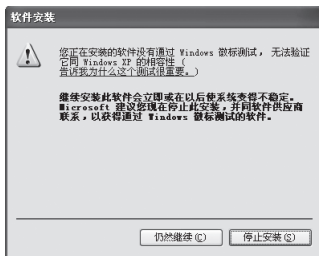 软件安装
您正在安装的软件没有通过 Windows 徽标测试，无法验证
它同 Windows XP 的相容性（
告诉我为什么这个测试很重要。）
继续安装此软件会立即或在以后使系统变得不稳定。
Microsoft 建议您现在停止此安装，并同软件供应商
联系，以获得通过 Windows 徽标测试的软件。
仍然继续(C)
停止安装(S)